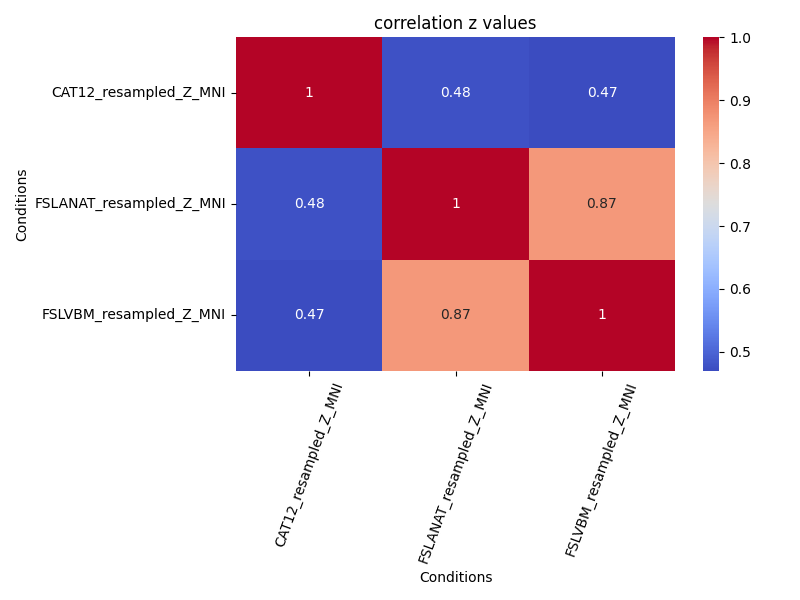 correlation z values
Conditions
CAT12_resampled_Z_MNI
1
0.48
0.47
FSLANAT_resampled_Z_MNI
0.48
1
0.87
FSLVBM_resampled_Z_MNI
0.47
0.87
1
CAT12_resampled_Z_MNI
FSLANAT_resampled_Z_MNI
FSLVBM_resampled_Z_MNI
Conditions
1.0
0.9
0.8
0.7
0.6
0.5